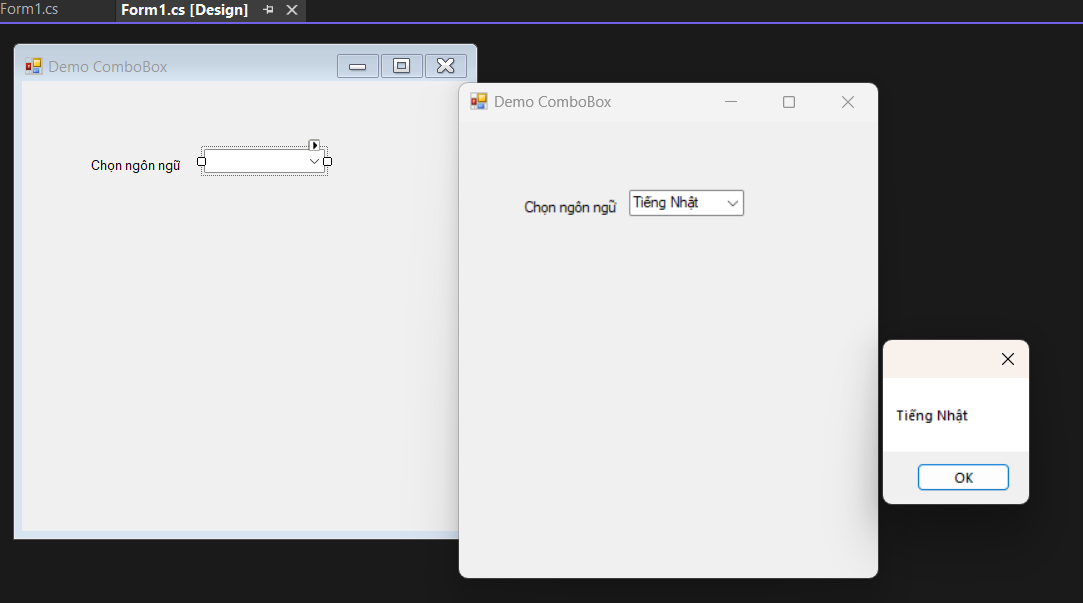 Form1.cs
Form1.cs [Design]
Demo ComboBox
Chọn ngôn ngữ
Demo ComboBox
Chọn ngôn ngữ
Tiếng Nhật
Tiếng Nhật
OK